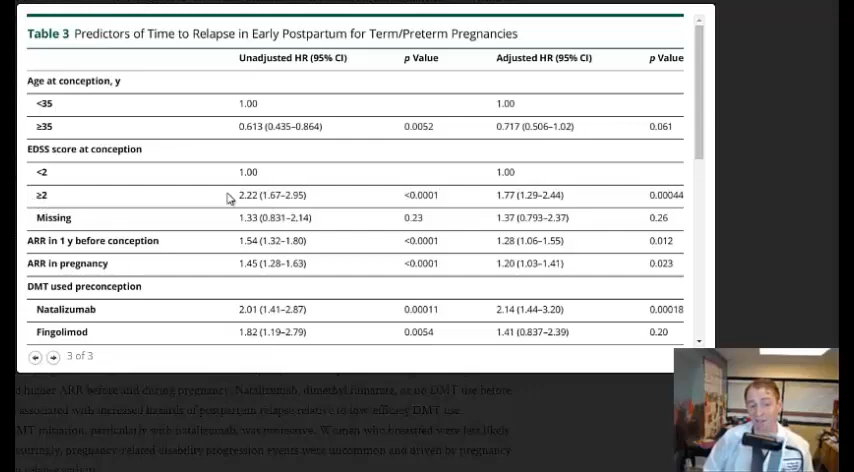 Table 3 Predictors of Time to Relapse in Early Postpartum for Term/Preterm Pregnancies
Unadjusted HR (95% CI) p Value Adjusted HR (95% CI) p Value
Age at conception, y
<35 1.00 1.00
≥35 0.613 (0.435–0.864) 0.0052 0.717 (0.506–1.02) 0.061
EDSS score at conception
<2 1.00 1.00
≥2 2.22 (1.67–2.95) <0.0001 1.77 (1.29–2.44) 0.00044
Missing 1.33 (0.831–2.14) 0.23 1.37 (0.793–2.37) 0.26
ARR in 1 y before conception 1.54 (1.32–1.80) <0.0001 1.28 (1.06–1.55) 0.012
ARR in pregnancy 1.45 (1.28–1.63) <0.0001 1.20 (1.03–1.41) 0.023
DMT used preconception
Natalizumab 2.01 (1.41–2.87) 0.00011 2.14 (1.44–3.20) 0.00018
Fingolimod 1.82 (1.19–2.79) 0.0054 1.41 (0.837–2.39) 0.20
3 of 3
higher ARR before and during pregnancy. Natalizumab, dimethyl fumarate, or no DMT use before
associated with increased hazards of postpartum relapse relative to low-efficacy DMT use.
particularly with natalizumab, was protective. Women who breastfed were less likely
pregnancy-related disability progression events were uncommon and driven by pregnancy